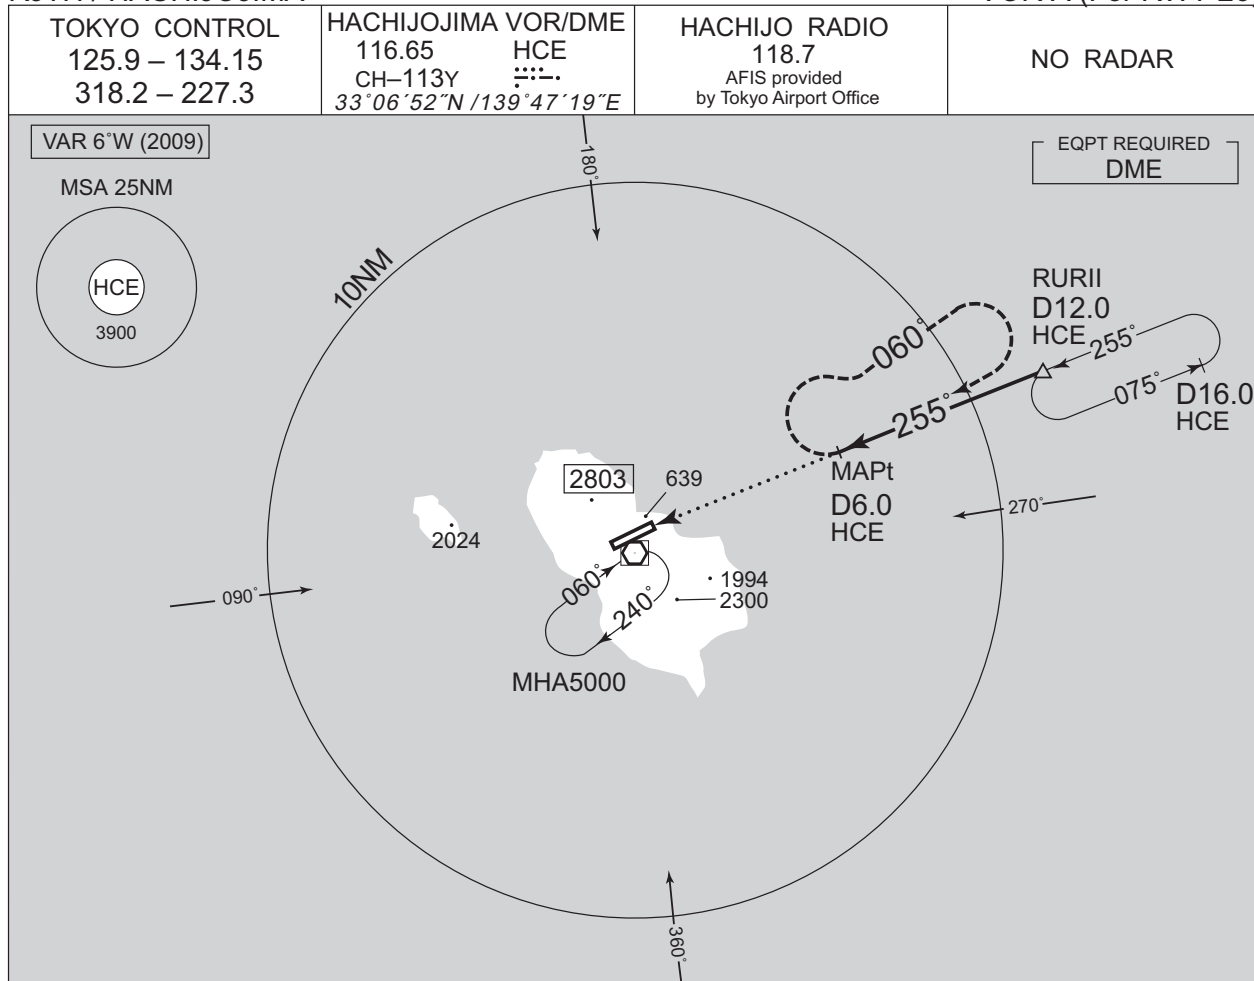 TOKYO CONTROL
125.9 – 134.15
318.2 – 227.3
HACHIJOJIMA VOR/DME
116.65 HCE
CH–113Y
33°06′52″N /139°47′19″E
HACHIJO RADIO
118.7
AFIS provided
by Tokyo Airport Office
NO RADAR
VAR 6°W (2009)
MSA 25NM
HCE
3900
10NM
180°
EQPT REQUIRED
DME
RURII
D12.0
HCE
255°
075°
D16.0
HCE
060°
255°
MAPt
D6.0
HCE
270°
2803
639
2024
1994
2300
060°
240°
MHA5000
090°
360°